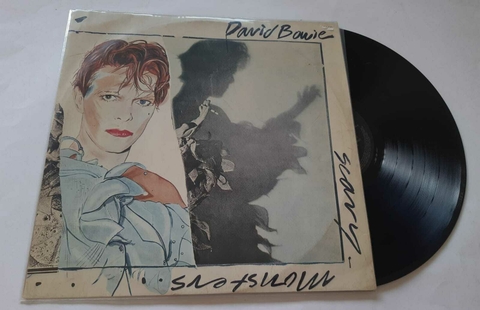 David Bowie
scary
monsters......